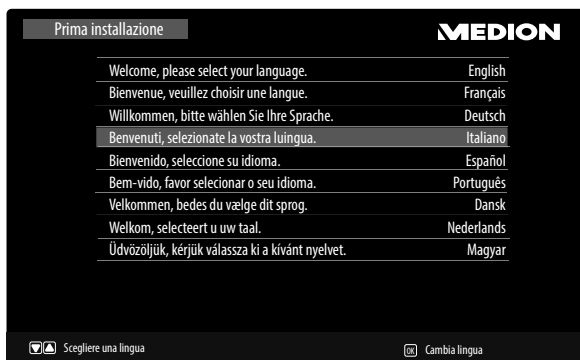 Prima installazione
MEDION
Welcome, please select your language. English
Bienvenue, veuillez choisir une langue. Français
Willkommen, bitte wählen Sie Ihre Sprache. Deutsch
Benvenuti, selezionate la vostra luingua. Italiano
Bienvenido, seleccione su idioma. Español
Bem-vido, favor selecionar o seu idioma. Português
Velkommen, bedes du vælge dit sprog. Dansk
Welkom, selecteert u uw taal. Nederlands
Üdvözöljük, kérjük válassza ki a kívánt nyelvet. Magyar
Scegliere una lingua
OK Cambia lingua